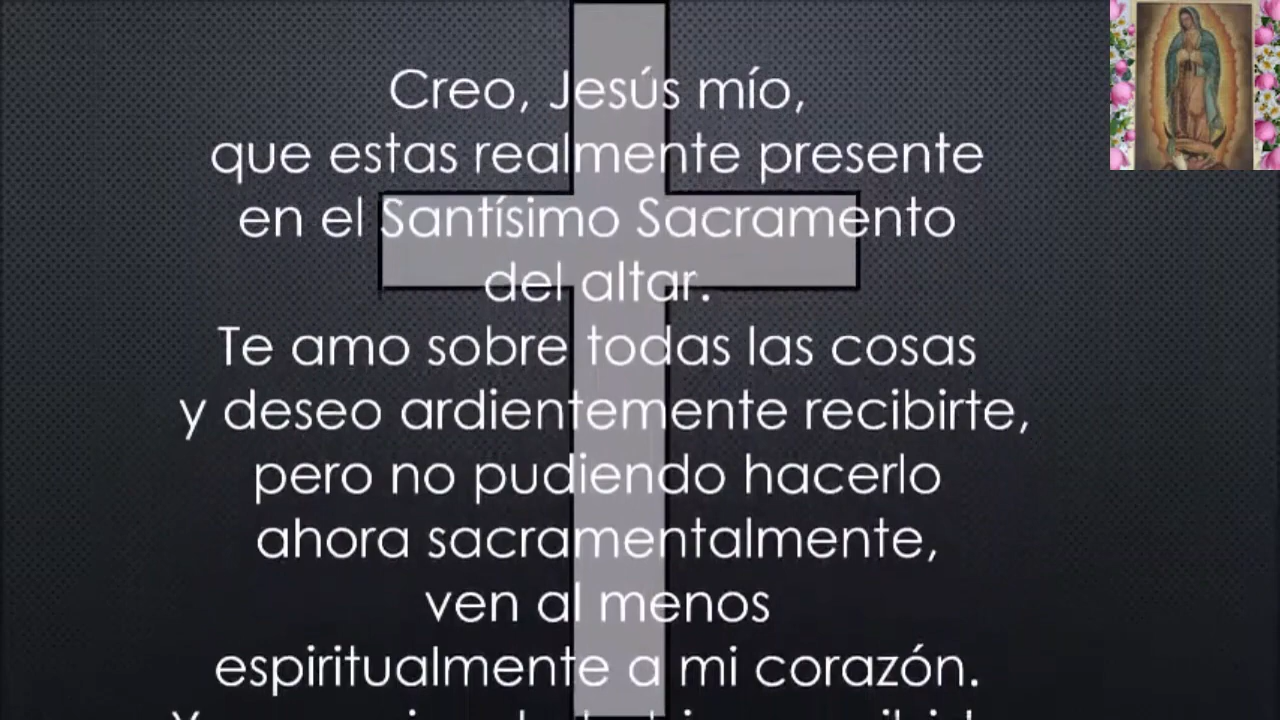 Creo, Jesús mío,
que estas realmente presente
en el Santísimo Sacramento
del altar.
Te amo sobre todas las cosas
y deseo ardientemente recibirte,
pero no pudiendo hacerlo
ahora sacramentalmente,
ven al menos
espiritualmente a mi corazón.